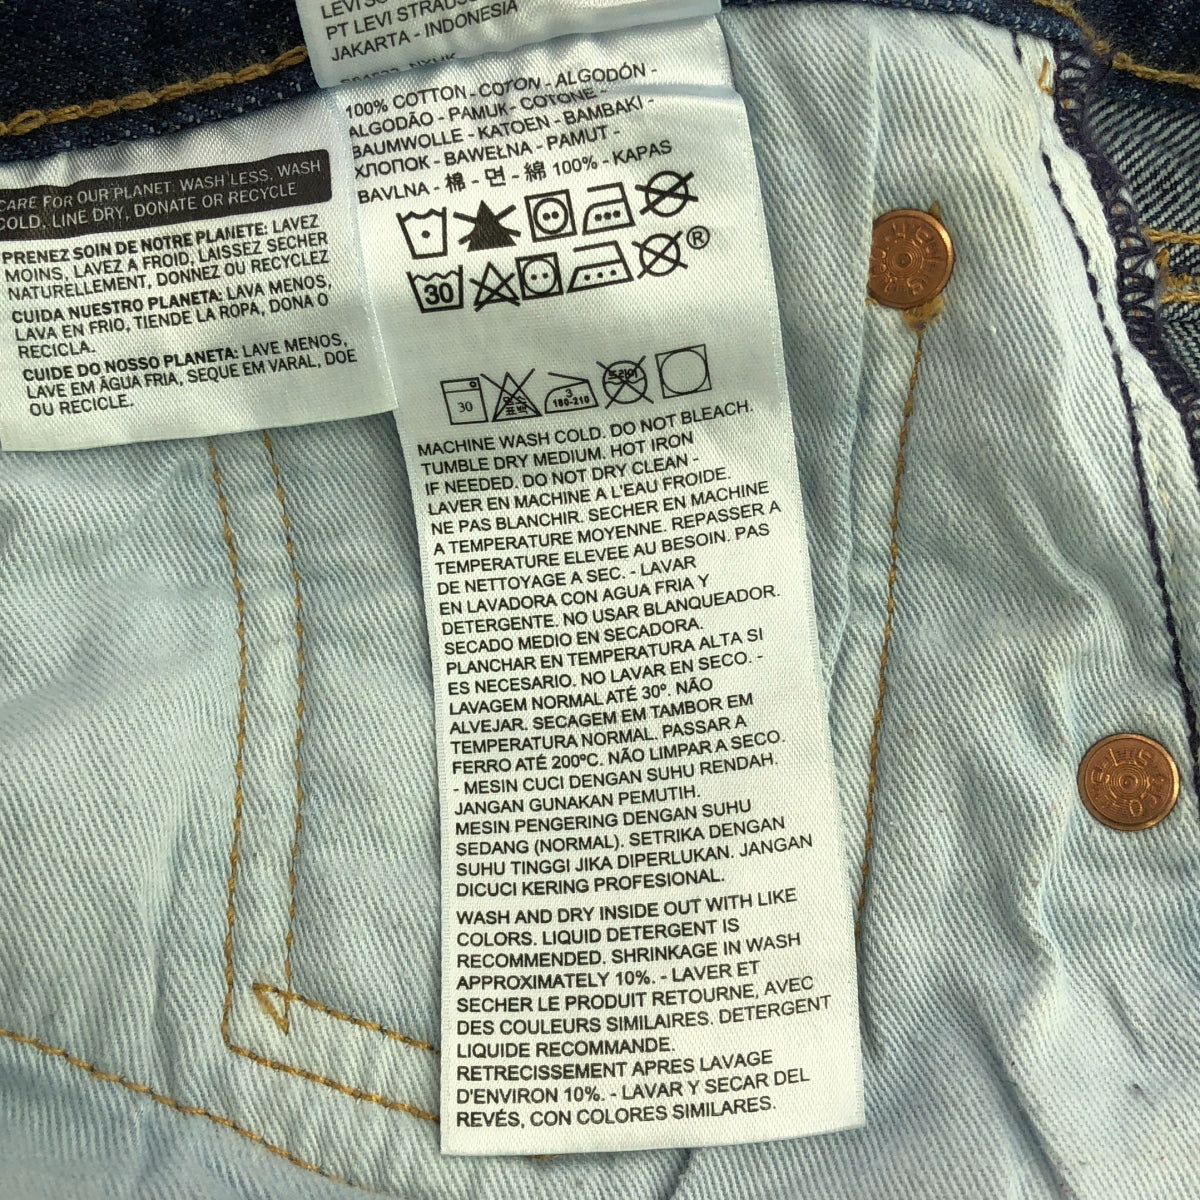 PT LEVI STRAUSS
JAKARTA - INDONESIA
100% COTTON - COTON - ALGODÓN -
ALGODÃO - PAMUK - COTONE -
BAUMWOLLE - KATOEN - BAMBAKI -
ХЛОПОК - BAWEŁNA - PAMUT -
BAVLNA - 棉 - 면 - 綿 100% - KAPAS
30
®
30
3
180-210
드라이
CARE FOR OUR PLANET: WASH LESS, WASH
COLD, LINE DRY, DONATE OR RECYCLE
PRENEZ SOIN DE NOTRE PLANETE: LAVEZ
MOINS, LAVEZ A FROID, LAISSEZ SECHER
NATURELLEMENT, DONNEZ OU RECYCLEZ
CUIDA NUESTRO PLANETA: LAVA MENOS,
LAVA EN FRIO, TIENDE LA ROPA, DONA O
RECICLA.
CUIDE DO NOSSO PLANETA: LAVE MENOS,
LAVE EM ÁGUA FRIA, SEQUE EM VARAL, DOE
OU RECICLE.
MACHINE WASH COLD. DO NOT BLEACH.
TUMBLE DRY MEDIUM. HOT IRON
IF NEEDED. DO NOT DRY CLEAN -
LAVER EN MACHINE A L'EAU FROIDE.
NE PAS BLANCHIR. SECHER EN MACHINE
A TEMPERATURE MOYENNE. REPASSER A
TEMPERATURE ELEVEE AU BESOIN. PAS
DE NETTOYAGE A SEC. - LAVAR
EN LAVADORA CON AGUA FRIA Y
DETERGENTE. NO USAR BLANQUEADOR.
SECADO MEDIO EN SECADORA.
PLANCHAR EN TEMPERATURA ALTA SI
ES NECESARIO. NO LAVAR EN SECO. -
LAVAGEM NORMAL ATÉ 30º. NÃO
ALVEJAR. SECAGEM EM TAMBOR EM
TEMPERATURA NORMAL. PASSAR A
FERRO ATÉ 200ºC. NÃO LIMPAR A SECO.
- MESIN CUCI DENGAN SUHU RENDAH.
JANGAN GUNAKAN PEMUTIH.
MESIN PENGERING DENGAN SUHU
SEDANG (NORMAL). SETRIKA DENGAN
SUHU TINGGI JIKA DIPERLUKAN. JANGAN
DICUCI KERING PROFESIONAL.
WASH AND DRY INSIDE OUT WITH LIKE
COLORS. LIQUID DETERGENT IS
RECOMMENDED. SHRINKAGE IN WASH
APPROXIMATELY 10%. - LAVER ET
SECHER LE PRODUIT RETOURNE, AVEC
DES COULEURS SIMILAIRES. DETERGENT
LIQUIDE RECOMMANDE.
RETRECISSEMENT APRES LAVAGE
D'ENVIRON 10%. - LAVAR Y SECAR DEL
REVÉS, CON COLORES SIMILARES.